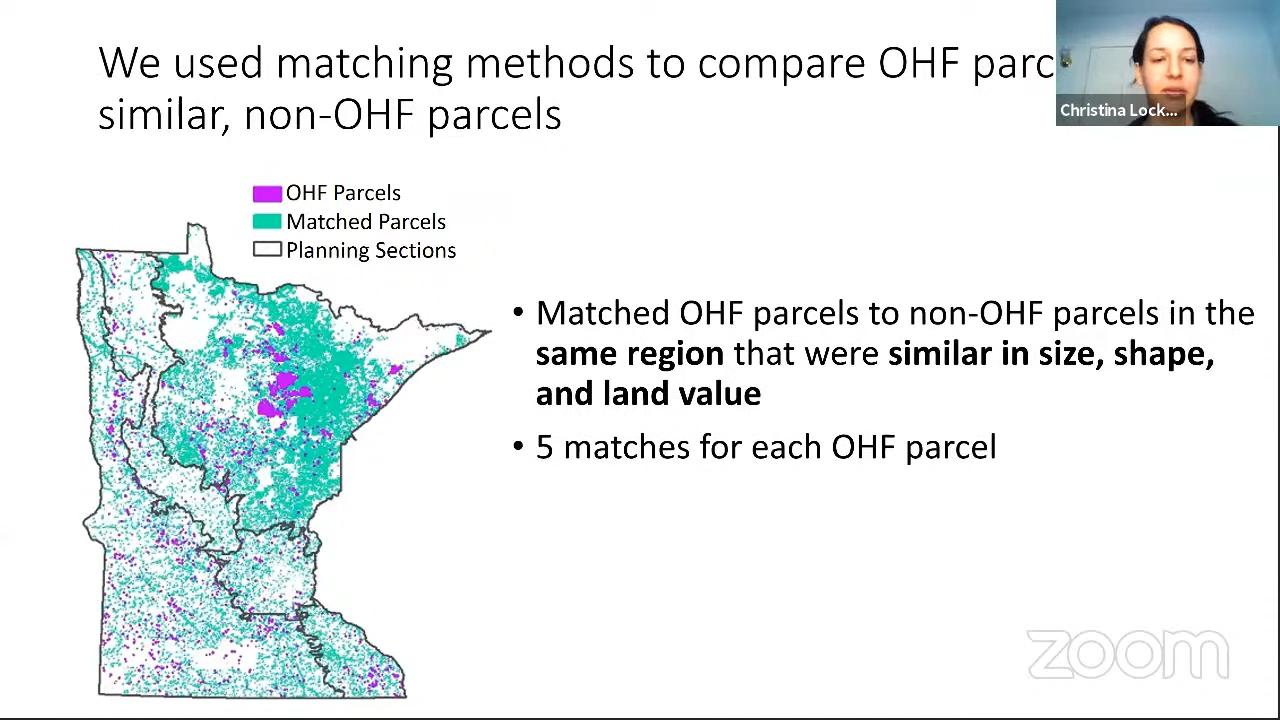 We used matching methods to compare OHF parc
similar, non-OHF parcels
Christina Lock...
OHF Parcels
Matched Parcels
Planning Sections
• Matched OHF parcels to non-OHF parcels in the
same region that were similar in size, shape,
and land value
• 5 matches for each OHF parcel
zoom